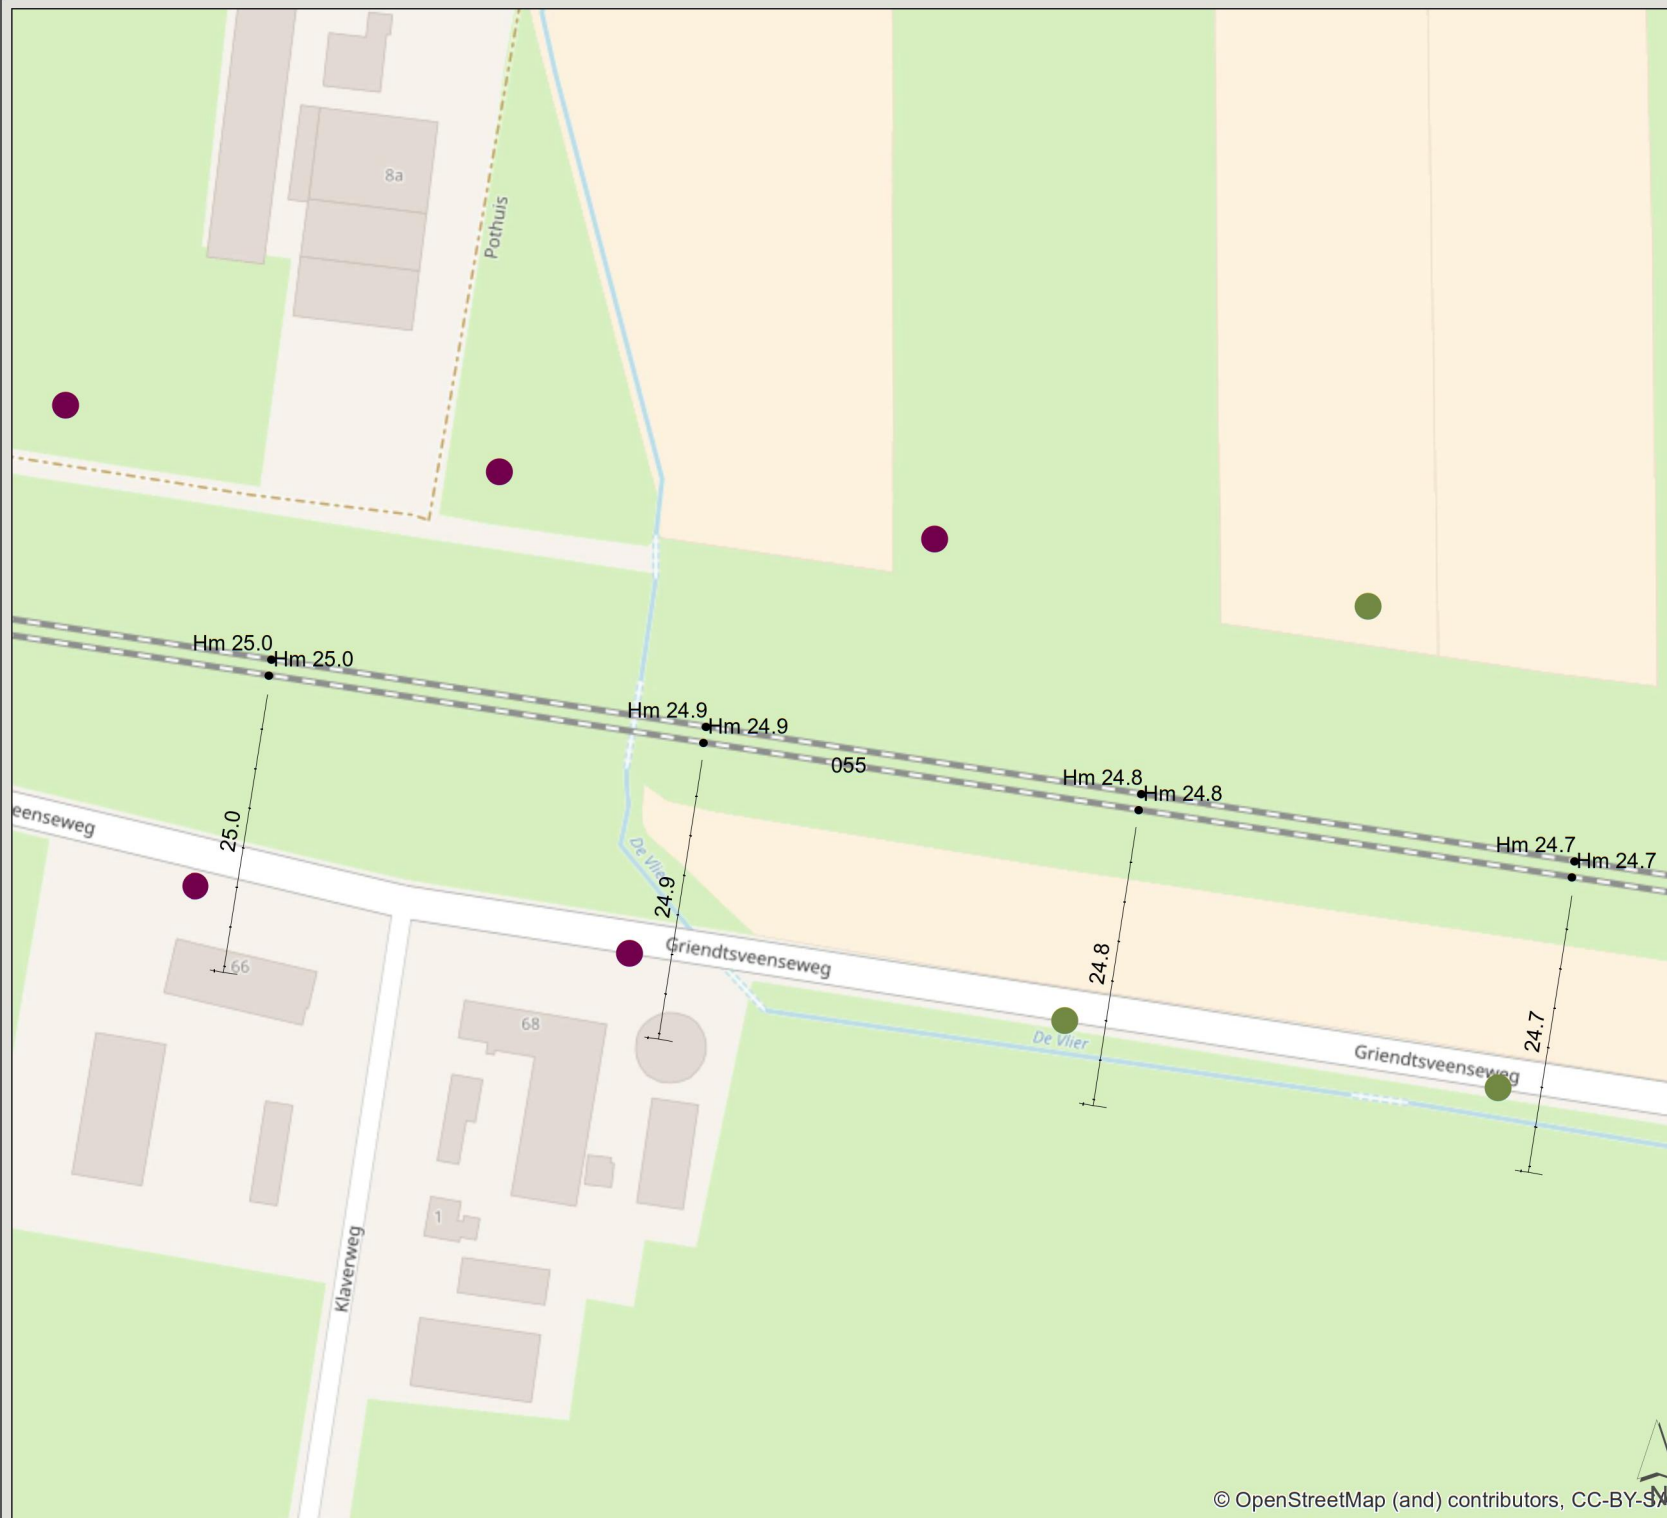 8a
Pothuis
Hm 25.0
Hm 25.0
Hm 24.9
Hm 24.9
055
Hm 24.8
Hm 24.8
Hm 24.7
Hm 24.7
eenseweg
25.0
De Vlie
24.9
Griendtsveenseweg
24.8
De Vlier
24.7
Griendtsveenseweg
66
68
1
Klaverweg
N
© OpenStreetMap (and) contributors, CC-BY-SA